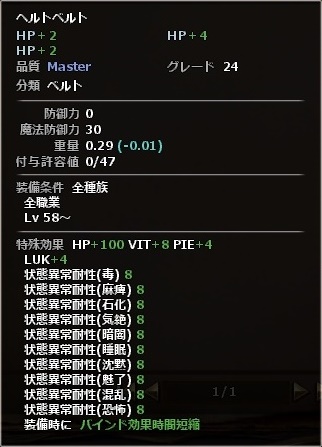 ヘルトベルト
HP+2 HP+4
HP+2
品質 Master グレード 24
分類 ベルト
防御力 0
魔法防御力 30
重量 0.29 (-0.01)
付与許容値 0/47
装備条件 全種族
全職業
Lv 58～
特殊効果 HP+100 VIT+8 PIE+4
LUK+4
状態異常耐性(毒) 8
状態異常耐性(麻痺) 8
状態異常耐性(石化) 8
状態異常耐性(気絶) 8
状態異常耐性(暗闇) 8
状態異常耐性(睡眠) 8
状態異常耐性(沈黙) 8
状態異常耐性(魅了) 8
状態異常耐性(混乱) 8
状態異常耐性(恐怖) 8
装備時に バインド効果時間短縮
1/1